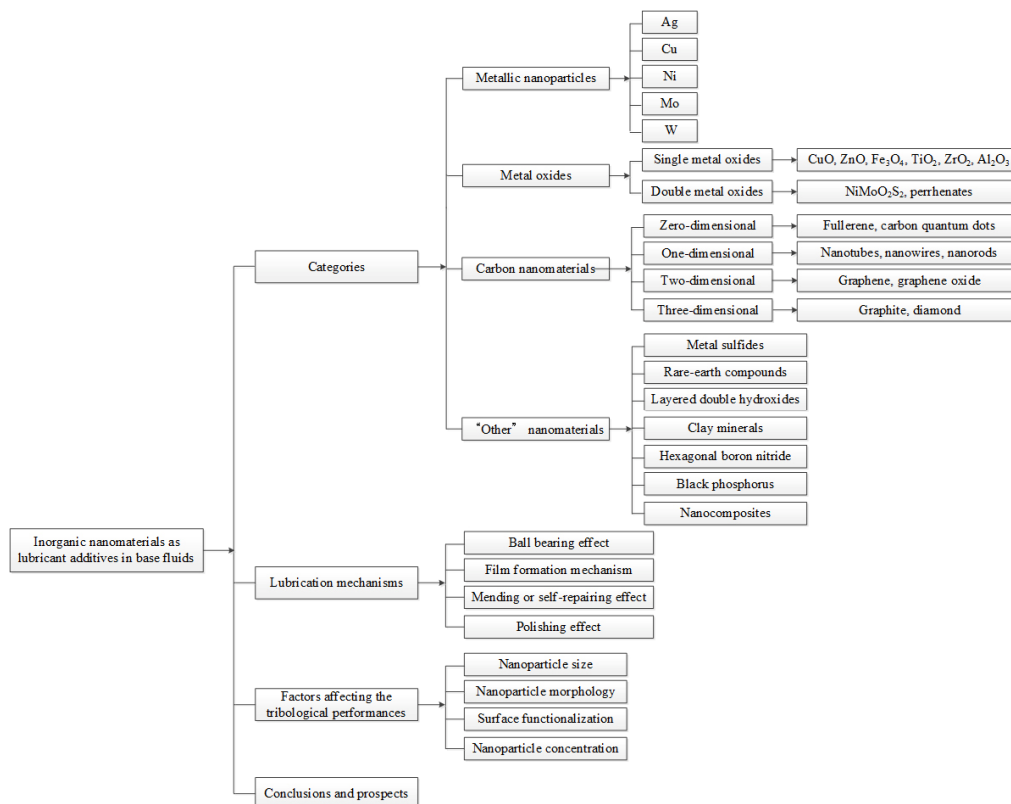 Ag
Cu
Metallic nanoparticles
Ni
Mo
W
Single metal oxides
CuO, ZnO, Fe₃O₄, TiO₂, ZrO₂, Al₂O₃
Metal oxides
Double metal oxides
NiMoO₂S₂, perrhenates
Zero-dimensional
Fullerene, carbon quantum dots
One-dimensional
Nanotubes, nanowires, nanorods
Categories
Carbon nanomaterials
Two-dimensional
Graphene, graphene oxide
Three-dimensional
Graphite, diamond
Metal sulfides
Rare-earth compounds
Layered double hydroxides
“Other” nanomaterials
Clay minerals
Hexagonal boron nitride
Black phosphorus
Nanocomposites
Inorganic nanomaterials as
lubricant additives in base fluids
Ball bearing effect
Film formation mechanism
Lubrication mechanisms
Mending or self-repairing effect
Polishing effect
Nanoparticle size
Nanoparticle morphology
Factors affecting the
tribological performances
Surface functionalization
Nanoparticle concentration
Conclusions and prospects